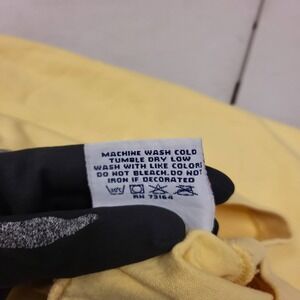 MACHINE WASH COLD
TUMBLE DRY LOW
WASH WITH LIKE COLORS
DO NOT BLEACH. DO NOT
IRON IF DECORATED
RN 73164